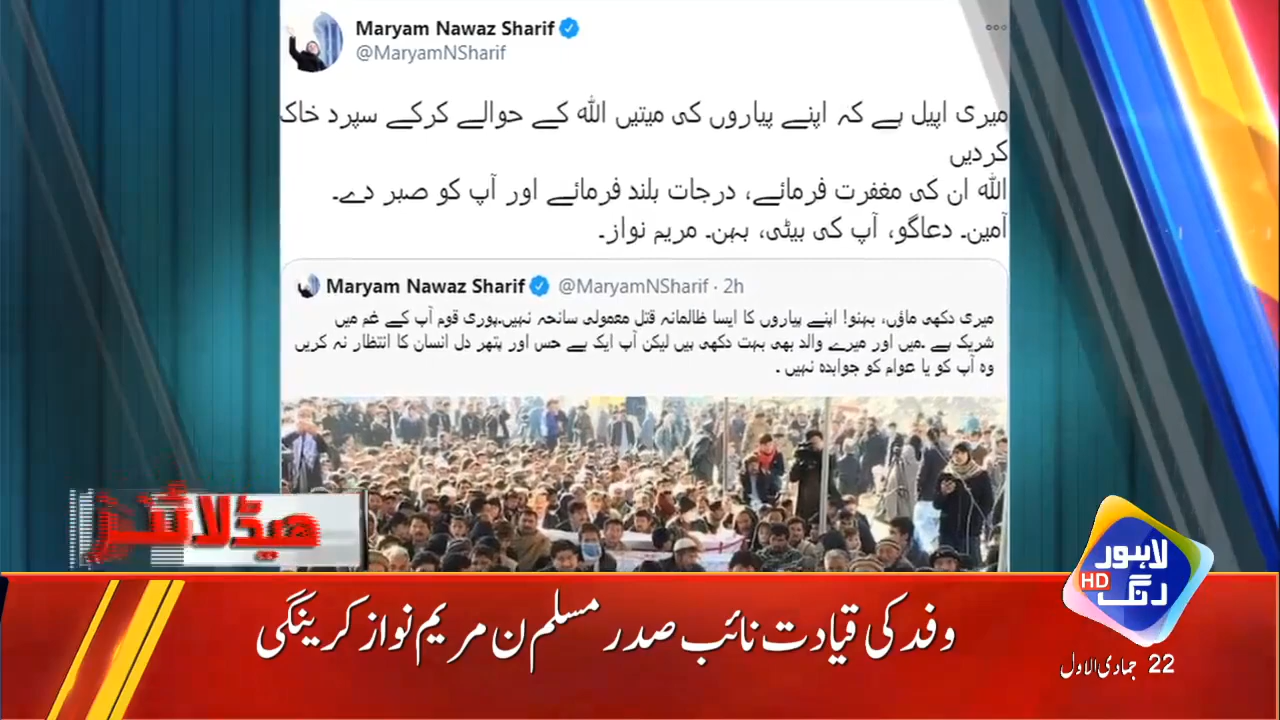 Maryam Nawaz Sharif
@MaryamNSharif
میری اپیل ہے کہ اپنے پیاروں کی میتیں اللہ کے حوالے کرکے سپرد خاک
کردیں
اللہ ان کی مغفرت فرمائے، درجات بلند فرمائے اور آپ کو صبر دے۔
آمین۔ دعاگو، آپ کی بیٹی، بہن۔ مریم نواز۔
Maryam Nawaz Sharif @MaryamNSharif · 2h
میری دکھی ماؤں، بہنو! اپنے پیاروں کا ایسا ظالمانہ قتل معمولی سانحہ نہیں۔پوری قوم آپ کے غم میں
شریک ہے ۔میں اور میرے والد بھی بہت دکھی ہیں لیکن آپ ایک بے حس اور پتھر دل انسان کا انتظار نہ کریں
وہ آپ کو یا عوام کو جوابدہ نہیں ۔
ہیڈلائنز
لاہور
رنگ HD
وفد کی قیادت نائب صدر مسلم ن مریم نواز کرینگی
22 جمادی الاول